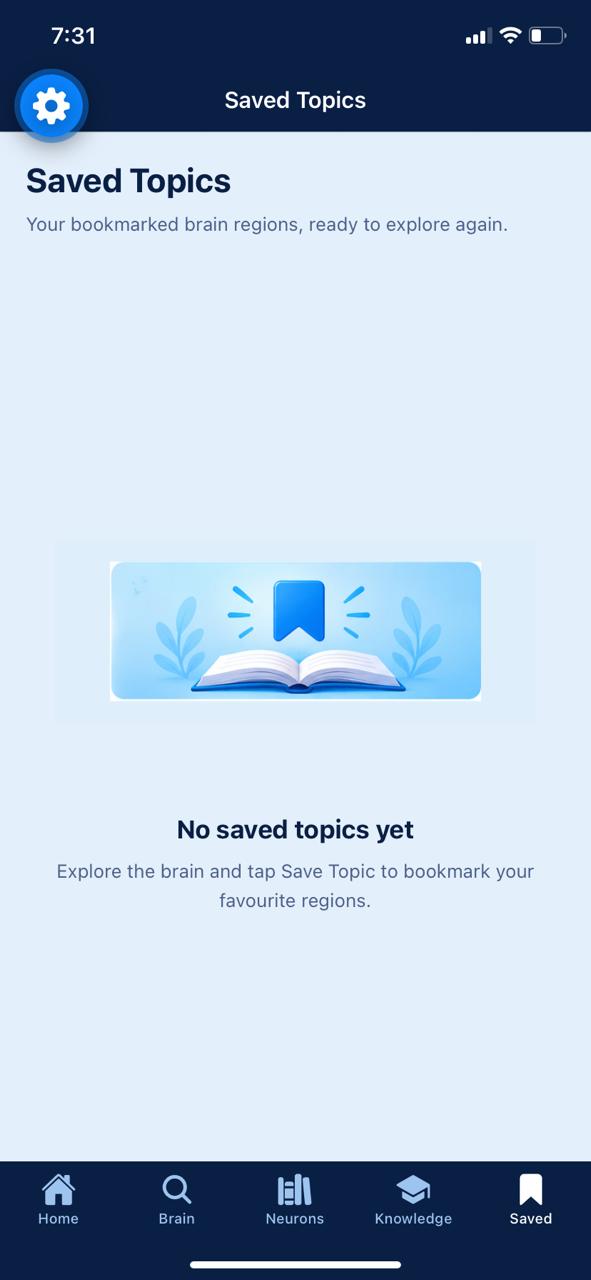 7:31
Saved Topics
Saved Topics
Your bookmarked brain regions, ready to explore again.
No saved topics yet
Explore the brain and tap Save Topic to bookmark your
favourite regions.
Home
Brain
Neurons
Knowledge
Saved